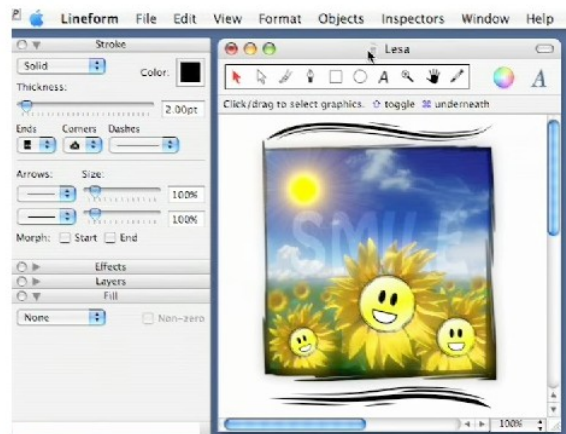 Lineform File Edit View Format Objects Inspectors Window Help
Stroke
Solid
Color:
Thickness:
2.00pt
Ends Corners Dashes
Arrows: Size:
100%
100%
Morph: Start End
Effects
Layers
Fill
None
Non-zero
Lesa
A
A
Click/drag to select graphics. ⇧ toggle ⌘ underneath
SMILE
100%